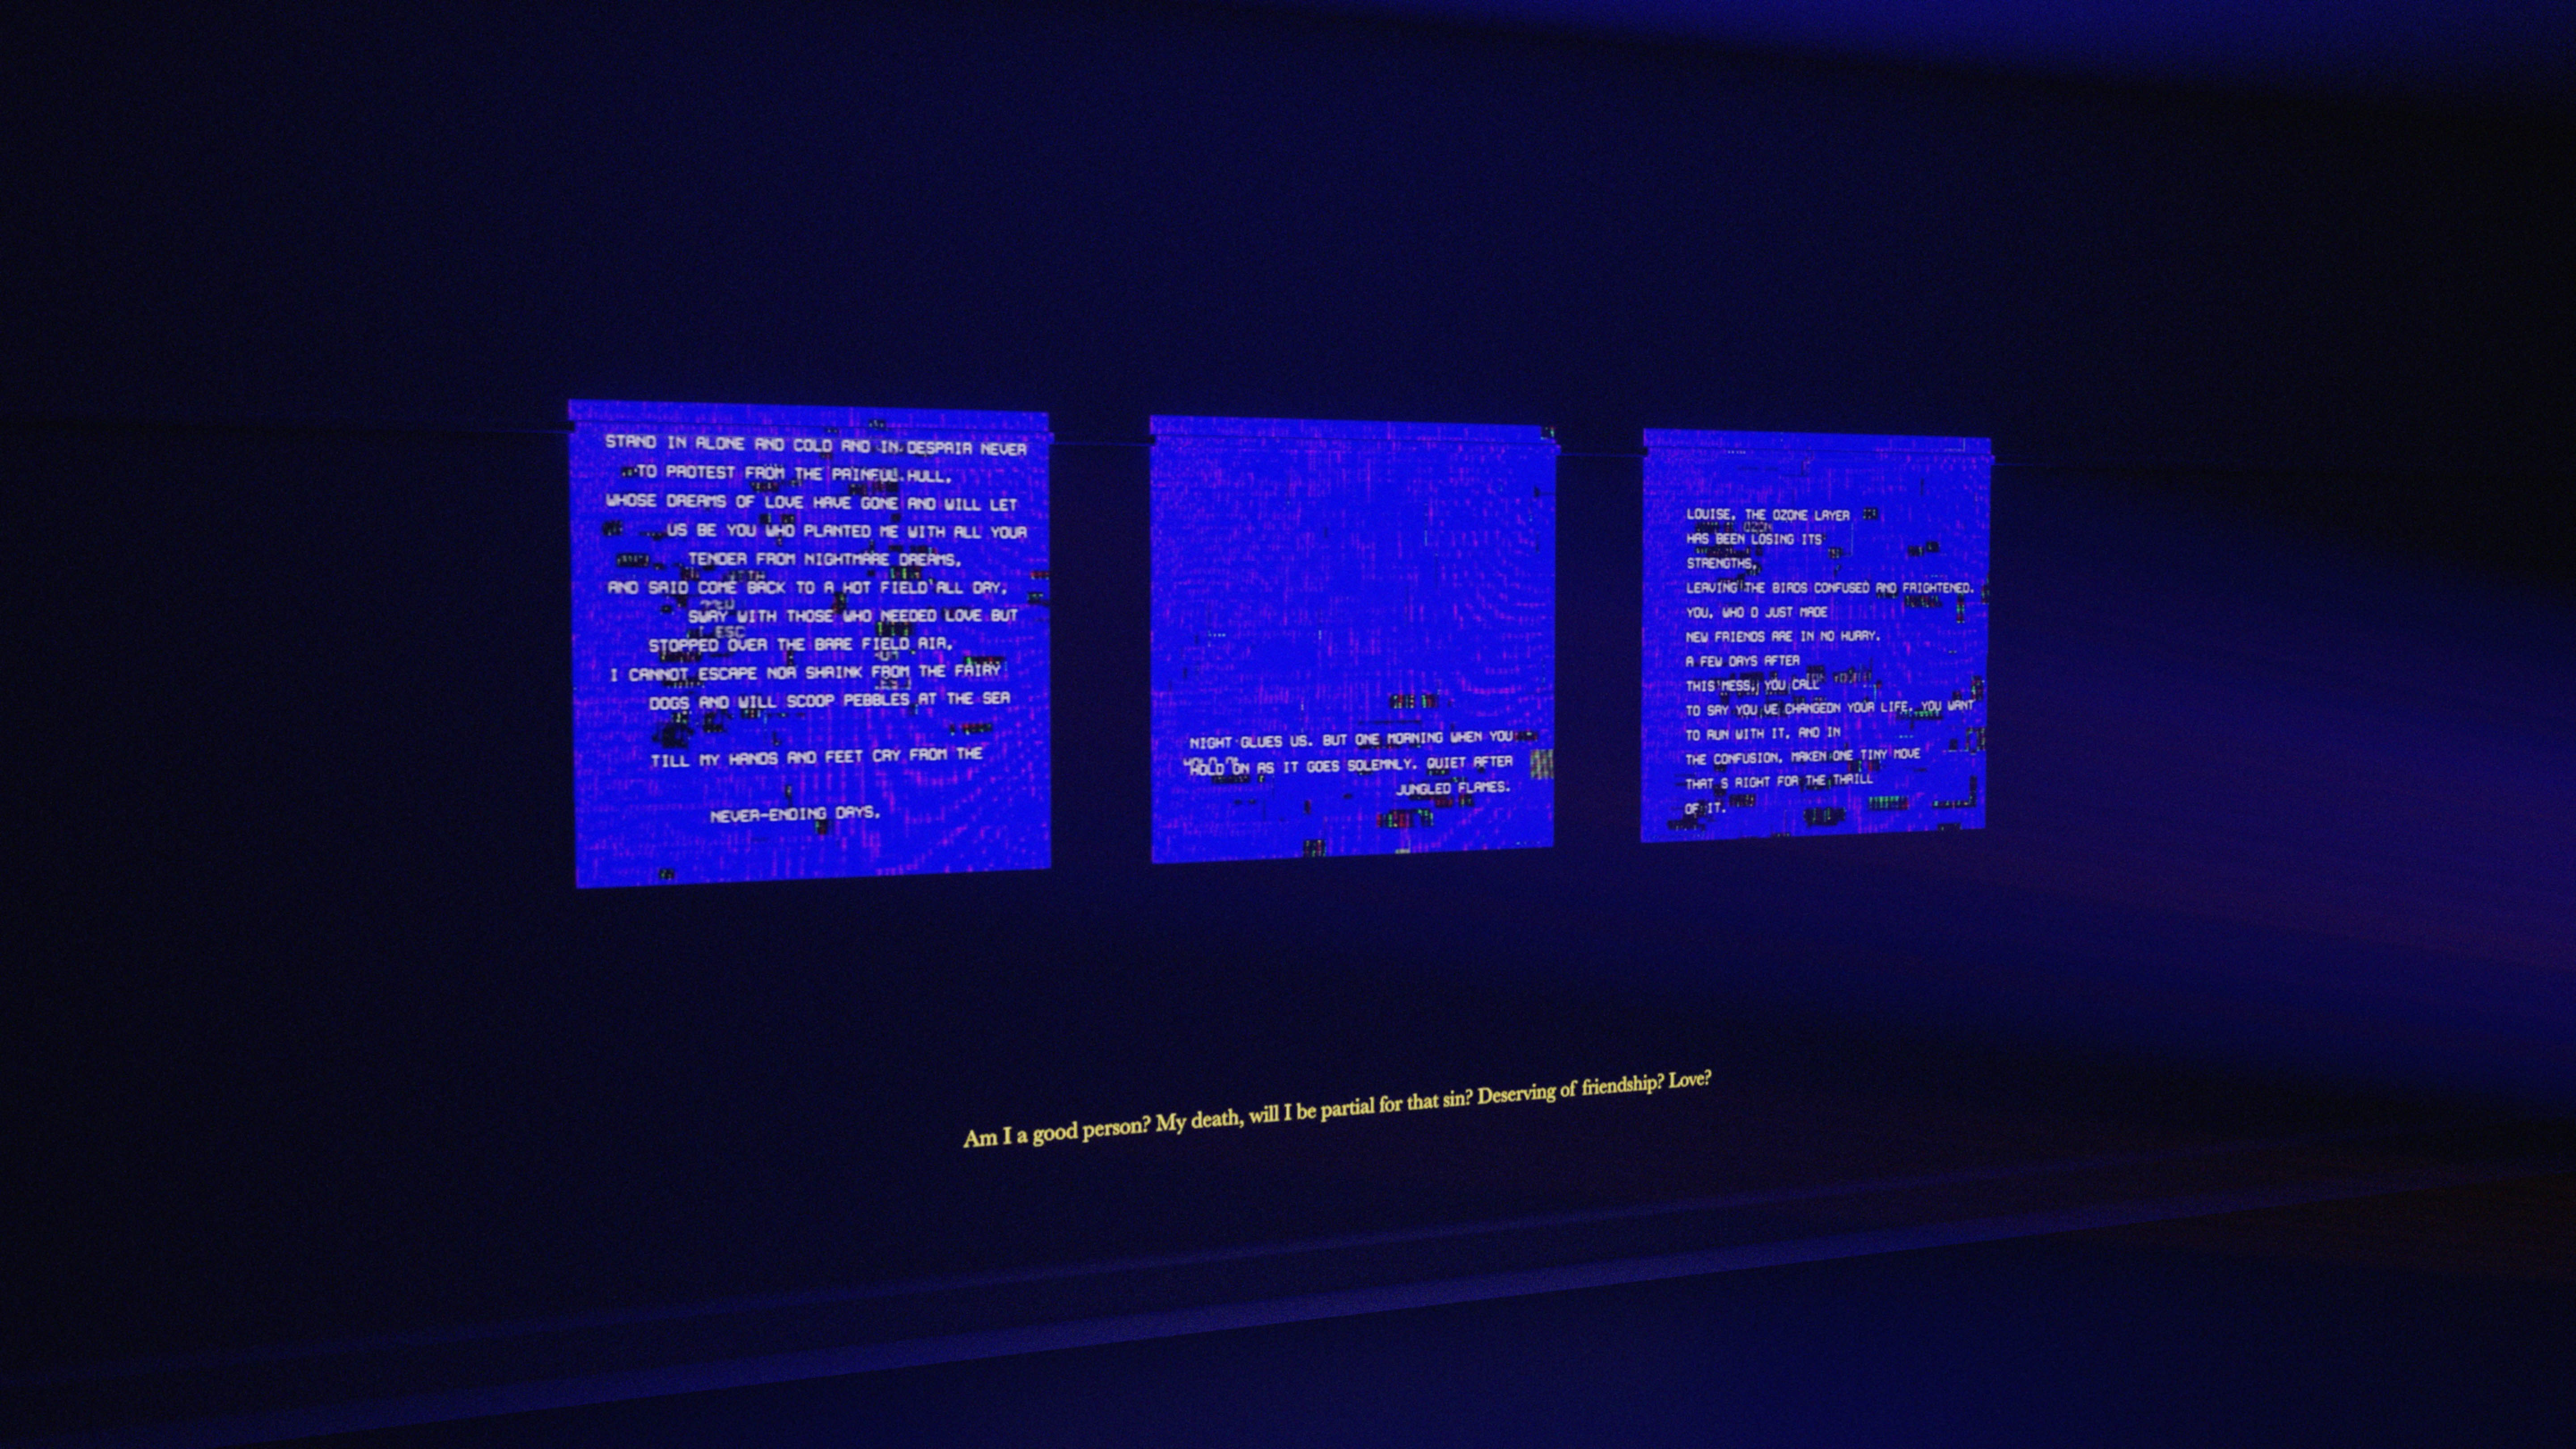 STAND IN ALONE AND COLD AND IN DESPAIR NEVER
TO PROTEST FROM THE PAINFUL HULL,
WHOSE DREAMS OF LOVE HAVE GONE AND WILL LET
US BE YOU WHO PLANTED ME WITH ALL YOUR
TENDER FROM NIGHTMARE DREAMS,
AND SAID COME BACK TO A HOT FIELD ALL DAY,
SWAY WITH THOSE WHO NEEDED LOVE BUT
STOPPED OVER THE BARE FIELD AIR,
I CANNOT ESCAPE NOR SHRINK FROM THE FAIRY
DOGS AND WILL SCOOP PEBBLES AT THE SEA
TILL MY HANDS AND FEET CRY FROM THE
NEVER-ENDING DAYS,
NIGHT GLUES US. BUT ONE MORNING WHEN YOU
HOLD ON AS IT GOES SOLEMNLY, QUIET AFTER
JUNGLED FLAMES.
LOUISE, THE OZONE LAYER
HAS BEEN LOSING ITS
STRENGTHS,
LEAVING THE BIRDS CONFUSED AND FRIGHTENED.
YOU, WHO D JUST MADE
NEW FRIENDS ARE IN NO HURRY.
A FEW DAYS AFTER
THIS MESS, YOU CALL
TO SAY YOU VE CHANGEDN YOUR LIFE. YOU WANT
TO RUN WITH IT, AND IN
THE CONFUSION, MAKEN ONE TINY MOVE
THAT S RIGHT FOR THE THRILL
OF IT.
Am I a good person? My death, will I be partial for that sin? Deserving of friendship? Love?